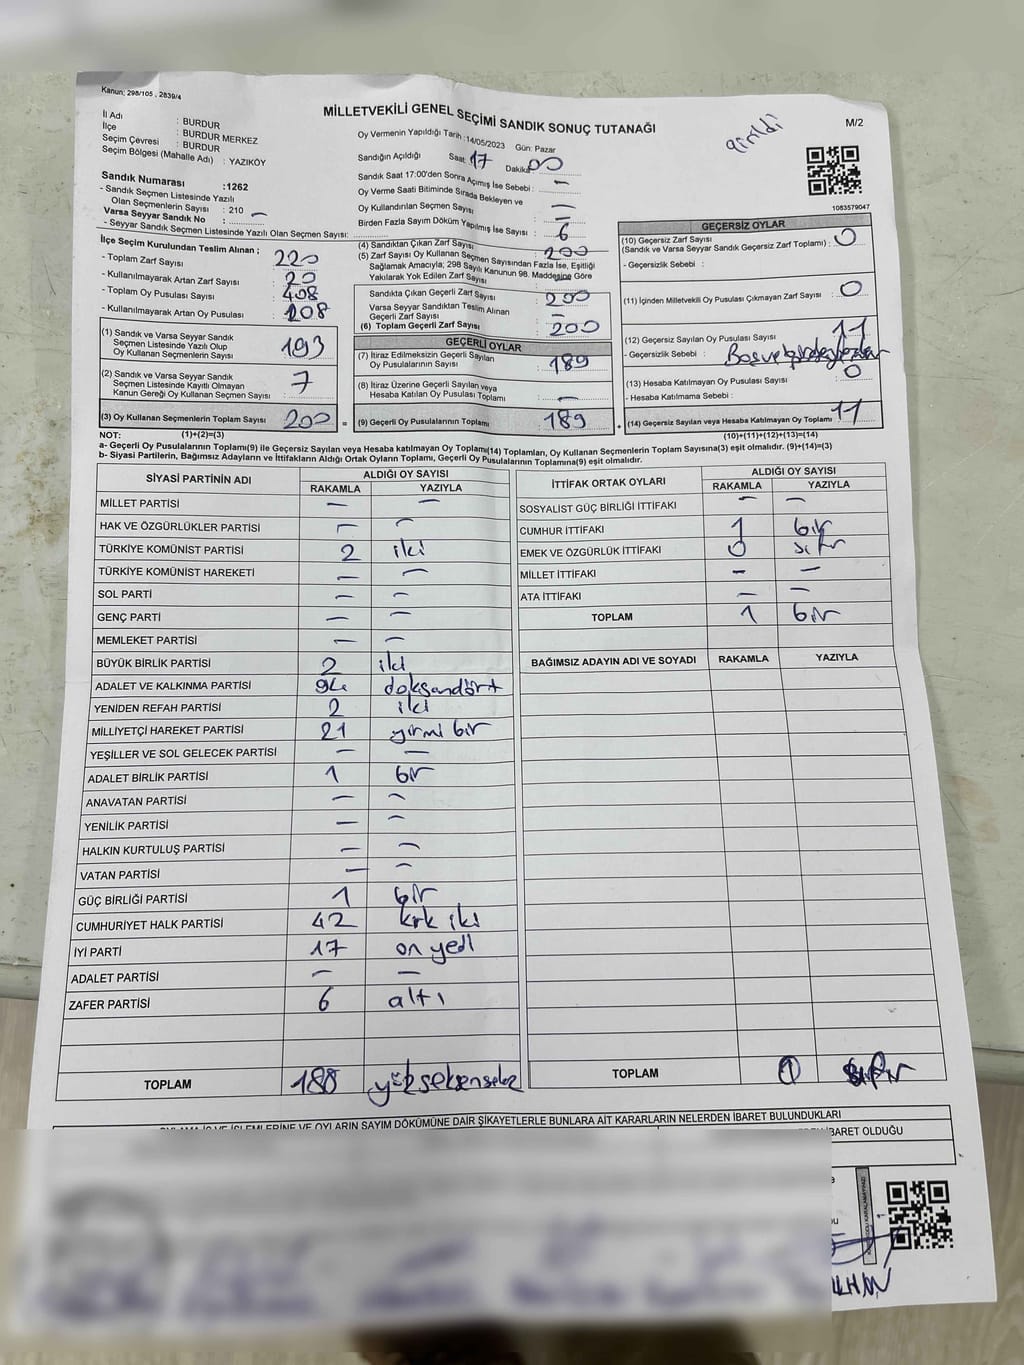 Kanun: 298/105 , 2839/4
MİLLETVEKİLİ GENEL SEÇİMİ SANDIK SONUÇ TUTANAĞI
girildi
M/2
İl Adı : BURDUR
İlçe : BURDUR MERKEZ
Seçim Çevresi : BURDUR
Seçim Bölgesi (Mahalle Adı) : YAZIKÖY
Sandık Numarası :1262
- Sandık Seçmen Listesinde Yazılı
Olan Seçmenlerin Sayısı : 210
Varsa Seyyar Sandık No : –
- Seyyar Sandık Seçmen Listesinde Yazılı Olan Seçmen Sayısı:
Oy Vermenin Yapıldığı Tarih :14/05/2023 Gün: Pazar
Sandığın Açıldığı Saat 17 Dakika 00
Sandık Saat 17:00'den Sonra Açımış İse Sebebi : –
Oy Verme Saati Bitiminde Sırada Bekleyen ve
Oy Kullandırılan Seçmen Sayısı : –
Birden Fazla Sayım Döküm Yapılmış İse Sayısı : –
1083579047
İlçe Seçim Kurulundan Teslim Alınan ;
- Toplam Zarf Sayısı : 220
- Kullanılmayarak Artan Zarf Sayısı : 20
- Toplam Oy Pusulası Sayısı : 408
- Kullanılmayarak Artan Oy Pusulası : 208
(1) Sandık ve Varsa Seyyar Sandık
Seçmen Listesinde Yazılı Olup
Oy Kullanan Seçmenlerin Sayısı 193
(2) Sandık ve Varsa Seyyar Sandık
Seçmen Listesinde Kayıtlı Olmayan
Kanun Gereği Oy Kullanan Seçmen Sayısı 7
(3) Oy Kullanan Seçmenlerin Toplam Sayısı 200 =
(1)+(2)=(3)
(4) Sandıktan Çıkan Zarf Sayısı : 200
(5) Zarf Sayısı Oy Kullanan Seçmen Sayısından Fazla İse, Eşitliği
Sağlamak Amacıyla; 298 Sayılı Kanunun 98. Maddesine Göre
Yakılarak Yok Edilen Zarf Sayısı : –
Sandıkta Çıkan Geçerli Zarf Sayısı : 200
Varsa Seyyar Sandıktan Teslim Alınan
Geçerli Zarf Sayısı : –
(6) Toplam Geçerli Zarf Sayısı : 200
GEÇERLİ OYLAR
(7) İtiraz Edilmeksizin Geçerli Sayılan
Oy Pusulalarının Sayısı : 189
(8) İtiraz Üzerine Geçerli Sayılan veya
Hesaba Katılan Oy Pusulası Toplamı : –
(9) Geçerli Oy Pusulalarının Toplamı 189 +
GEÇERSİZ OYLAR
(10) Geçersiz Zarf Sayısı
(Sandık ve Varsa Seyyar Sandık Geçersiz Zarf Toplamı) : 0
- Geçersizlik Sebebi :
(11) İçinden Milletvekili Oy Pusulası Çıkmayan Zarf Sayısı : 0
(12) Geçersiz Sayılan Oy Pusulası Sayısı : 11
- Geçersizlik Sebebi :
(13) Hesaba Katılmayan Oy Pusulası Sayısı : 0
- Hesaba Katılmama Sebebi :
(14) Geçersiz Sayılan veya Hesaba Katılmayan Oy Toplamı 11
(10)+(11)+(12)+(13)=(14)
NOT:
a- Geçerli Oy Pusulalarının Toplamı(9) ile Geçersiz Sayılan veya Hesaba katılmayan Oy Toplamı(14) Toplamları, Oy Kullanan Seçmenlerin Toplam Sayısına(3) eşit olmalıdır. (9)+(14)=(3)
b- Siyasi Partilerin, Bağımsız Adayların ve İttifakların Aldığı Ortak Oyların Toplamı, Geçerli Oy Pusulalarının Toplamına(9) eşit olmalıdır.
SİYASİ PARTİNİN ADI ALDIĞI OY SAYISI
RAKAMLA YAZIYLA
MİLLET PARTİSİ – –
HAK VE ÖZGÜRLÜKLER PARTİSİ – –
TÜRKİYE KOMÜNİST PARTİSİ 2 iki
TÜRKİYE KOMÜNİST HAREKETİ – –
SOL PARTİ – –
GENÇ PARTİ – –
MEMLEKET PARTİSİ – –
BÜYÜK BİRLİK PARTİSİ 2 iki
ADALET VE KALKINMA PARTİSİ 94 doksandört
YENİDEN REFAH PARTİSİ 2 iki
MİLLİYETÇİ HAREKET PARTİSİ 21 yirmi bir
YEŞİLLER VE SOL GELECEK PARTİSİ – –
ADALET BİRLİK PARTİSİ 1 bir
ANAVATAN PARTİSİ – –
YENİLİK PARTİSİ – –
HALKIN KURTULUŞ PARTİSİ – –
VATAN PARTİSİ – –
GÜÇ BİRLİĞİ PARTİSİ 1 bir
CUMHURİYET HALK PARTİSİ 42 kırk iki
İYİ PARTİ 17 on yedi
ADALET PARTİSİ – –
ZAFER PARTİSİ 6 altı
TOPLAM 188
İTTİFAK ORTAK OYLARI ALDIĞI OY SAYISI
RAKAMLA YAZIYLA
SOSYALİST GÜÇ BİRLİĞİ İTTİFAKI – –
CUMHUR İTTİFAKI 1 bir
EMEK VE ÖZGÜRLÜK İTTİFAKI 0 sıfır
MİLLET İTTİFAKI – –
ATA İTTİFAKI – –
TOPLAM 1 bir
BAĞIMSIZ ADAYIN ADI VE SOYADI RAKAMLA YAZIYLA
TOPLAM sıfır
OYLAMA İŞ VE İŞLEMLERİNE VE OYLARIN SAYIM DÖKÜMÜNE DAİR ŞİKAYETLERLE BUNLARA AİT KARARLARIN NELERDEN İBARET BULUNDUKLARI
İBARET OLDUĞU